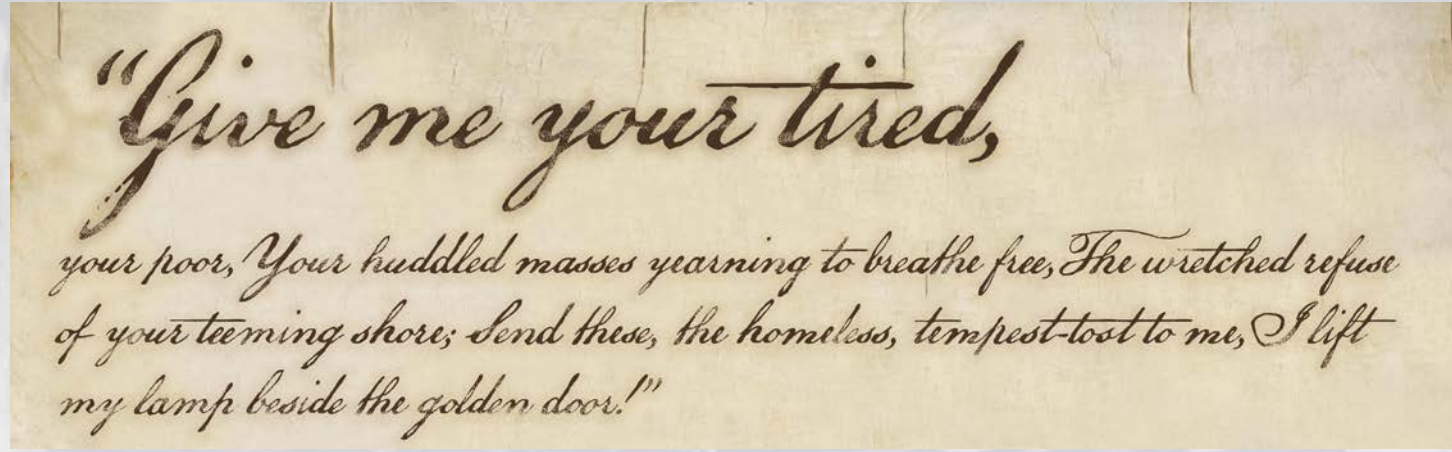 “Give me your tired,
your poor, Your huddled masses yearning to breathe free, The wretched refuse
of your teeming shore; Send these, the homeless, tempest-tost to me, I lift
my lamp beside the golden door!”